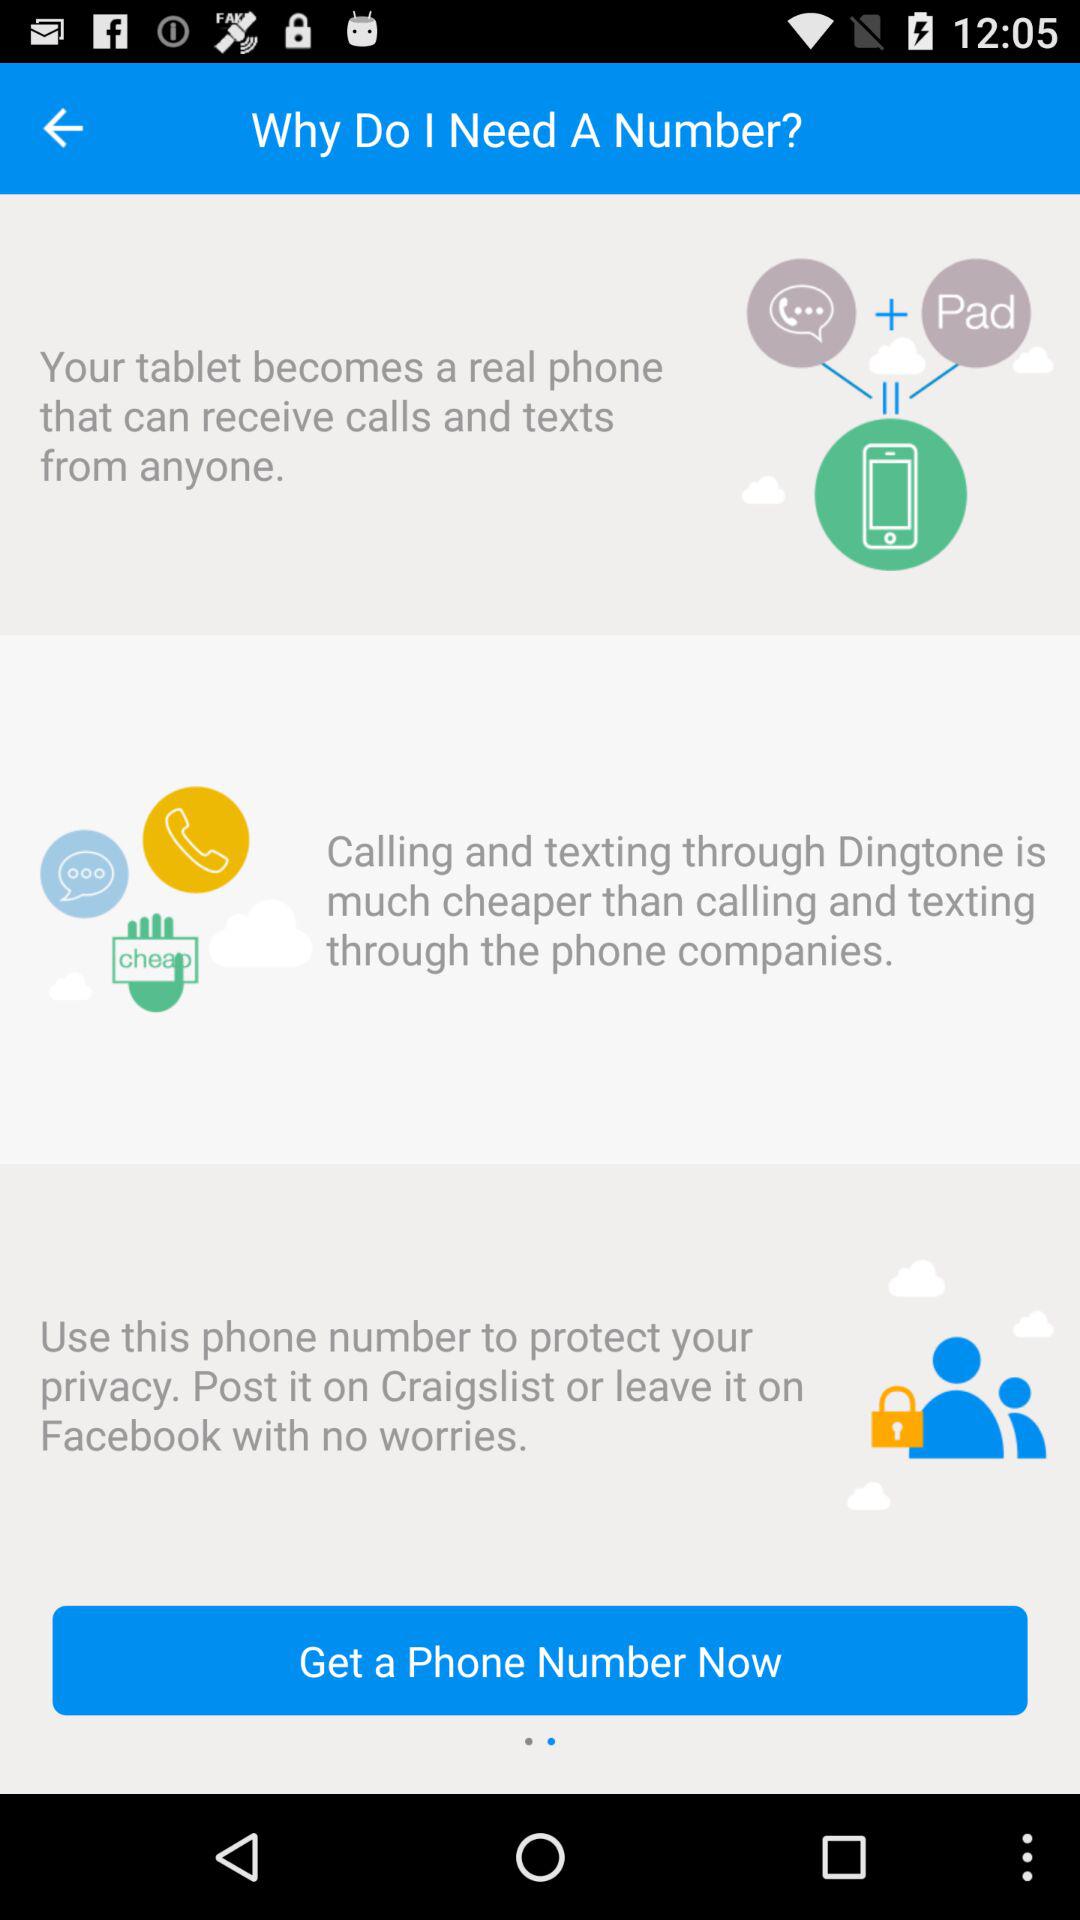 FAKE
12:05
Why Do I Need A Number?
Your tablet becomes a real phone
that can receive calls and texts
from anyone.
Pad
Calling and texting through Dingtone is
much cheaper than calling and texting
through the phone companies.
cheap
Use this phone number to protect your
privacy. Post it on Craigslist or leave it on
Facebook with no worries.
Get a Phone Number Now